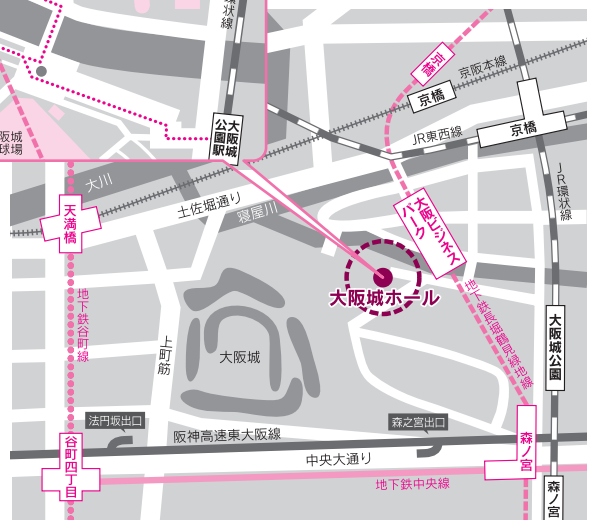 環状線
大阪城
公園駅
阪城
球場
京橋
京橋
京阪本線
京橋
JR東西線
JR環状線
大川
土佐堀通り
寝屋川
天満橋
大阪ビジネス
パーク
大阪城ホール
地下鉄谷町線
地下鉄長堀鶴見緑地線
上町筋
大阪城
大阪城公園
法円坂出口
森之宮出口
阪神高速東大阪線
中央大通り
谷町四丁目
地下鉄中央線
森ノ宮
森ノ宮